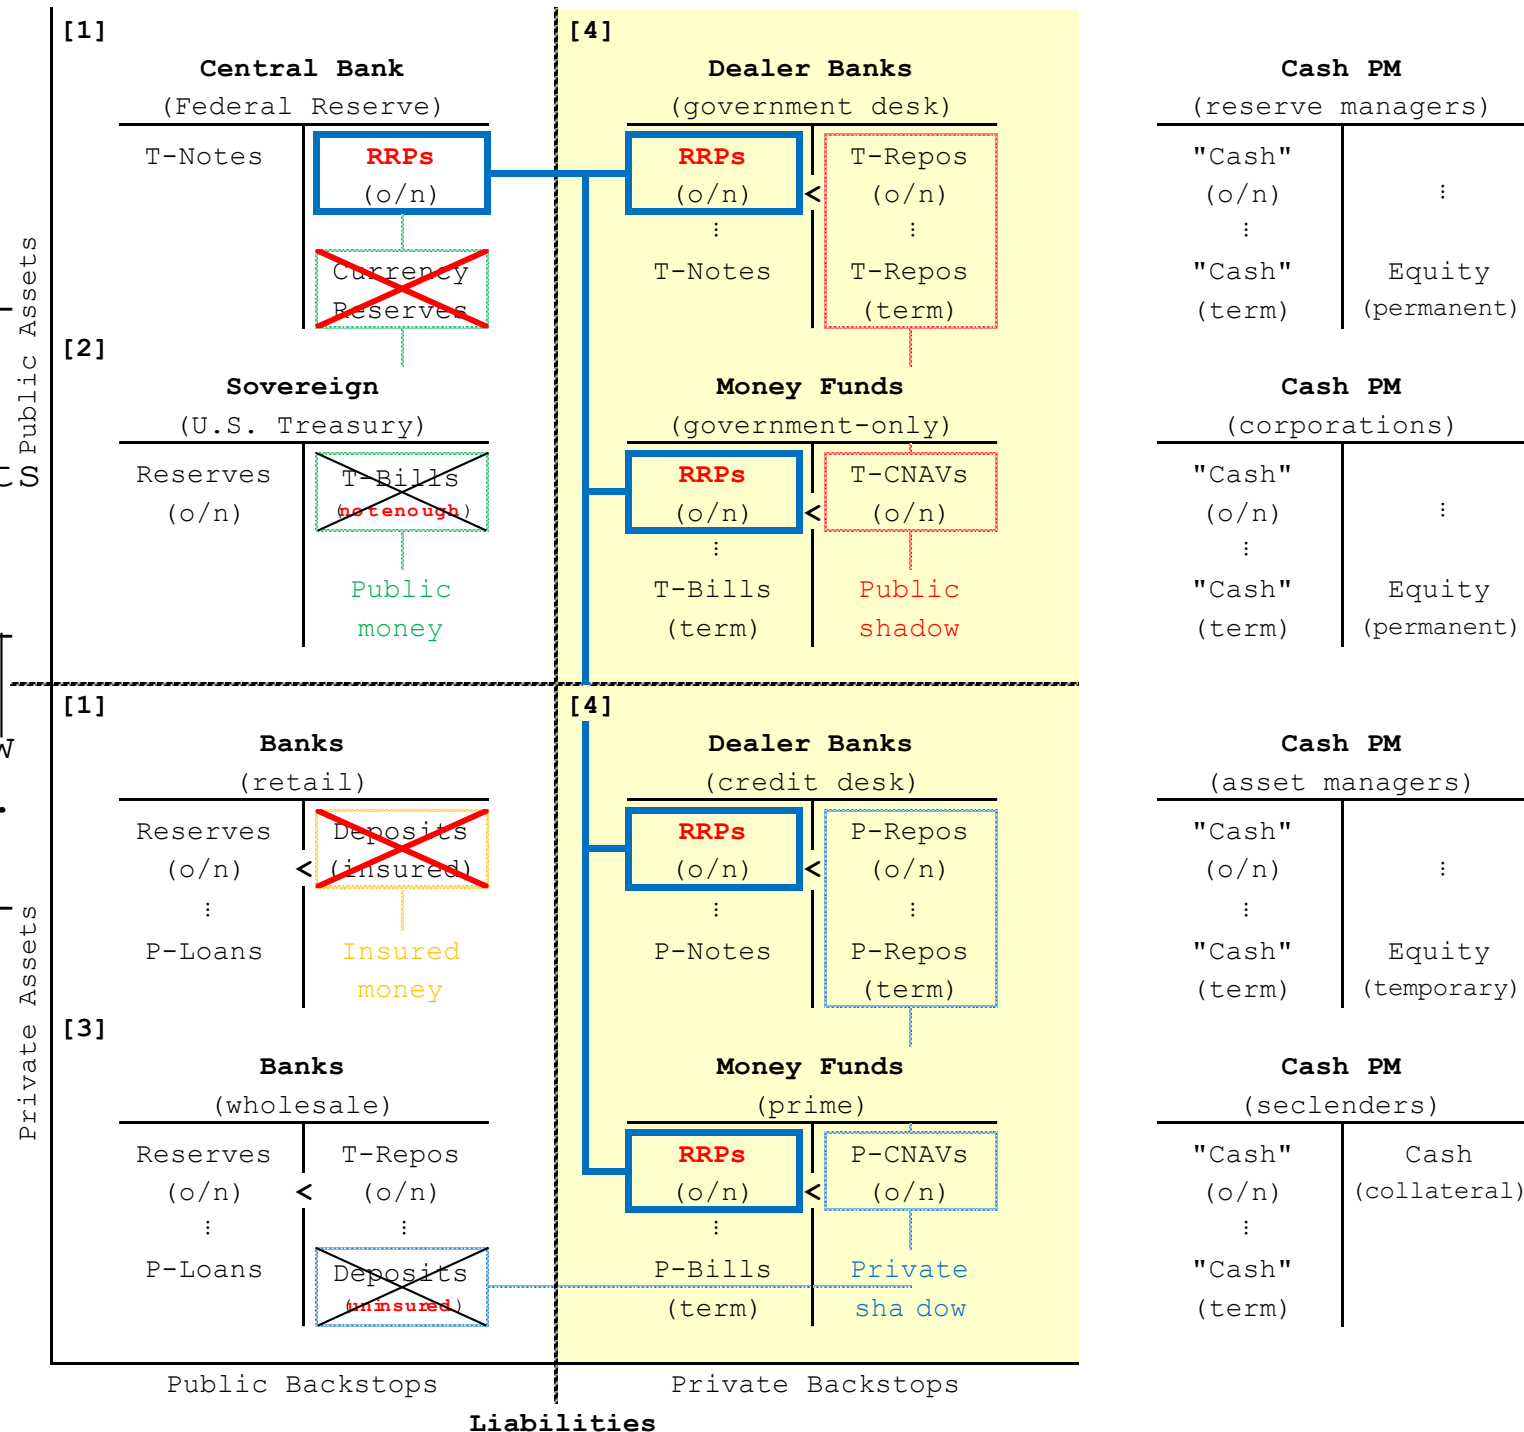 [1]
Central Bank
(Federal Reserve)
T-Notes
RRPs
(o/n)
Currency
Reserves
[2]
Sovereign
(U.S. Treasury)
Reserves
(o/n)
T-Bills
(not enough)
Public
money
[4]
Dealer Banks
(government desk)
RRPs
(o/n)
⋮
T-Notes
<
T-Repos
(o/n)
⋮
T-Repos
(term)
Money Funds
(government-only)
RRPs
(o/n)
⋮
T-Bills
(term)
<
T-CNAVs
(o/n)
Public
shadow
Cash PM
(reserve managers)
"Cash"
(o/n)
⋮
"Cash"
(term)
⋮
Equity
(permanent)
Cash PM
(corporations)
"Cash"
(o/n)
⋮
"Cash"
(term)
⋮
Equity
(permanent)
Public Assets
[1]
Banks
(retail)
Reserves
(o/n)
⋮
P-Loans
<
Deposits
(insured)
Insured
money
[3]
Banks
(wholesale)
Reserves
(o/n)
⋮
P-Loans
<
T-Repos
(o/n)
⋮
Deposits
(uninsured)
[4]
Dealer Banks
(credit desk)
RRPs
(o/n)
⋮
P-Notes
<
P-Repos
(o/n)
⋮
P-Repos
(term)
Money Funds
(prime)
RRPs
(o/n)
⋮
P-Bills
(term)
<
P-CNAVs
(o/n)
Private
sha dow
Cash PM
(asset managers)
"Cash"
(o/n)
⋮
"Cash"
(term)
⋮
Equity
(temporary)
Cash PM
(seclenders)
"Cash"
(o/n)
⋮
"Cash"
(term)
Cash
(collateral)
Private Assets
Public Backstops
Private Backstops
Liabilities